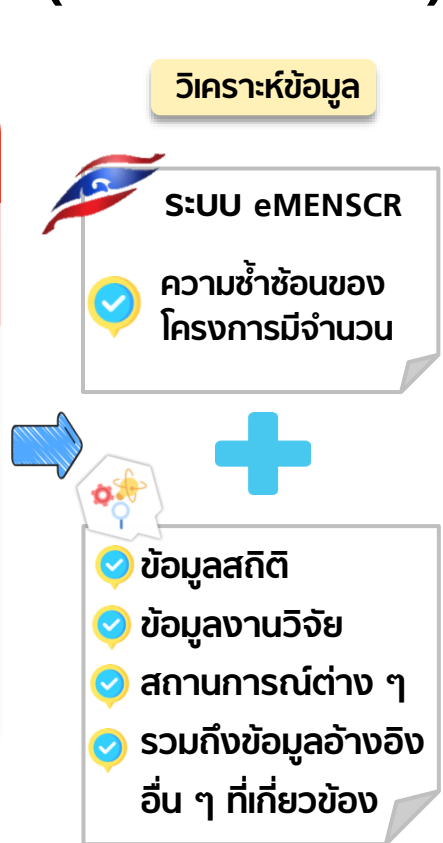 วิเคราะห์ข้อมูล
ระบบ eMENSCR
ความซ้ำซ้อนของ
โครงการมีจำนวน
ข้อมูลสถิติ
ข้อมูลงานวิจัย
สถานการณ์ต่าง ๆ
รวมถึงข้อมูลอ้างอิง
อื่น ๆ ที่เกี่ยวข้อง